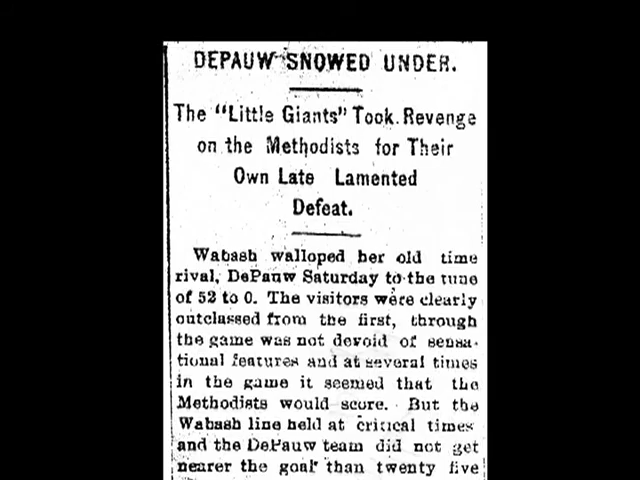 DEPAUW SNOWED UNDER.
The "Little Giants" Took Revenge
on the Methodists for Their
Own Late Lamented
Defeat.
Wabash walloped her old time
rival, DePauw Saturday to the tune
of 52 to 0. The visitors were clearly
outclassed from the first, through
the game was not devoid of sensa-
tional features and at several times
in the game it seemed that the
Methodists would score. But the
Wabash line held at critical times
and the DePauw team did not get
nearer the goal than twenty five